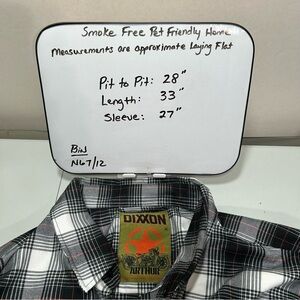 Smoke Free Pet Friendly Home
Measurements are approximate Laying Flat
Pit to Pit: 28"
Length: 33"
Sleeve: 27"
Bin
N67/12
DIXXON
ARTHUR